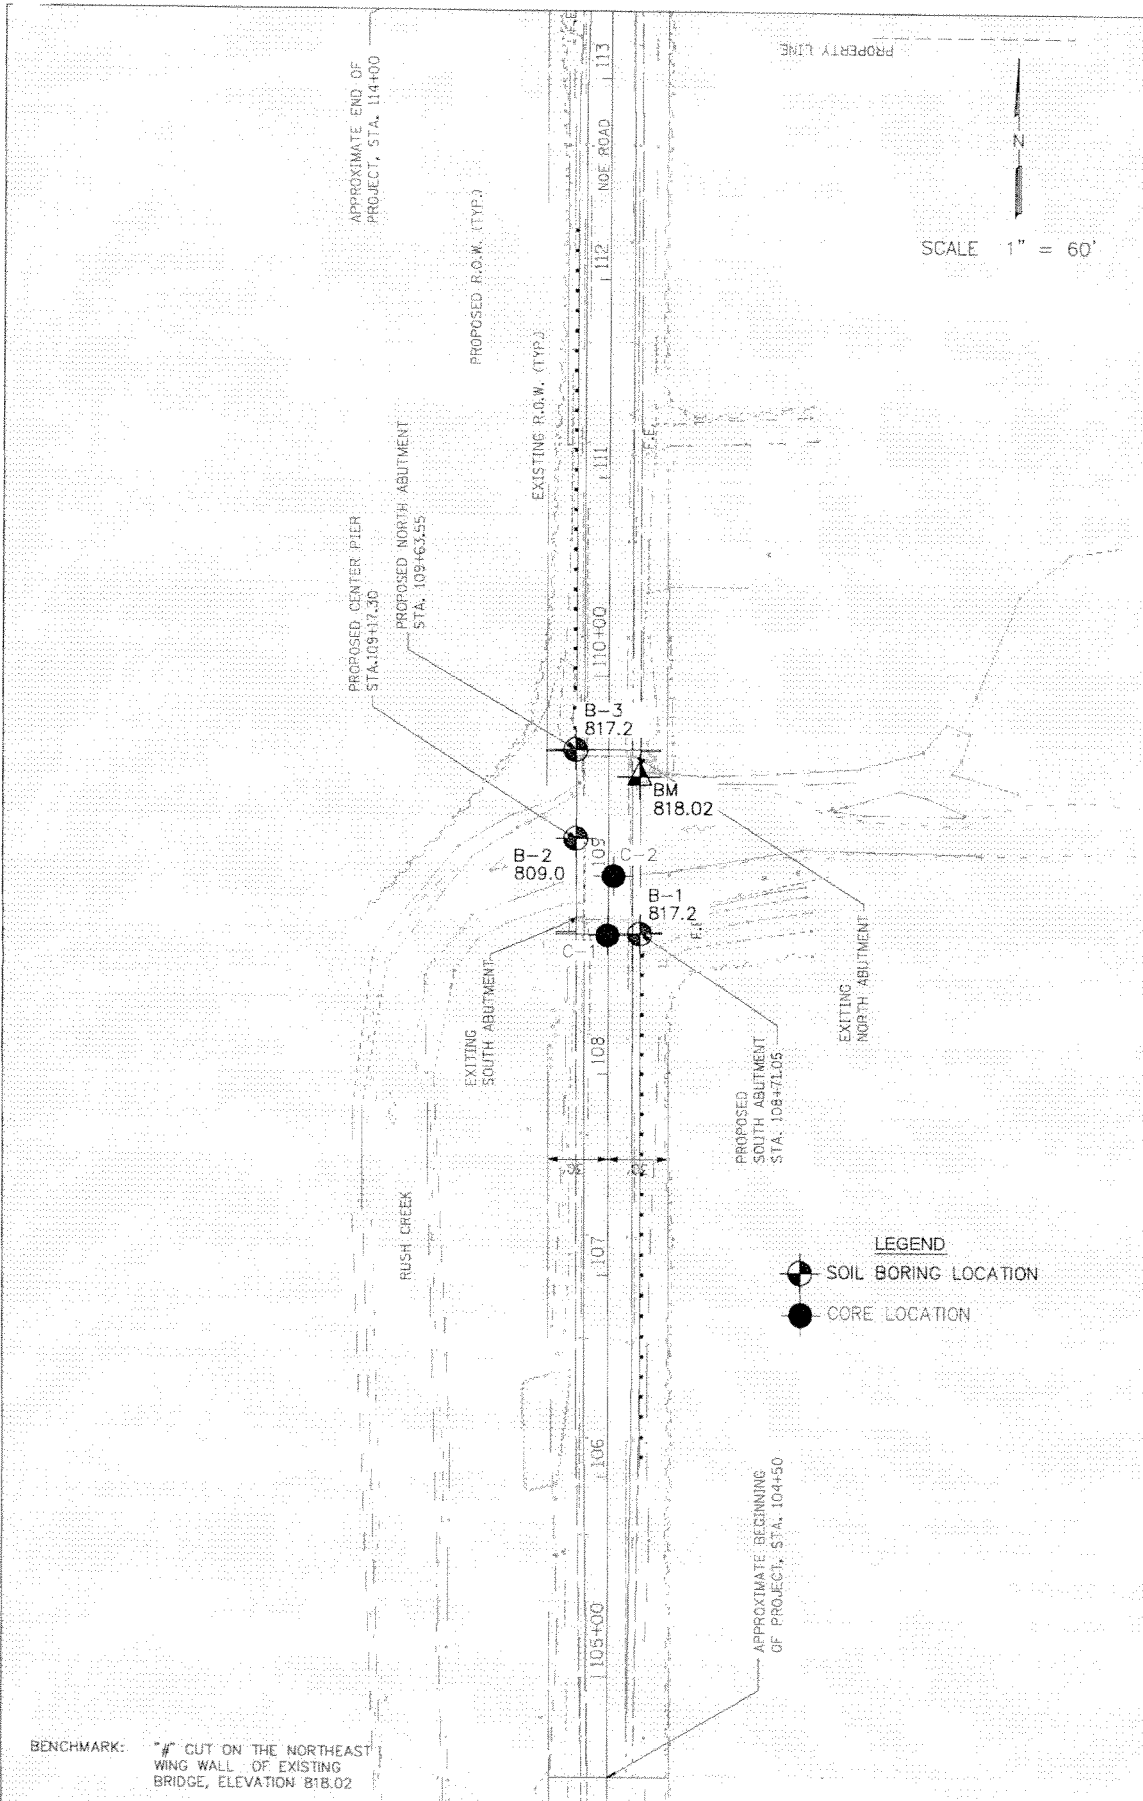 PROPERTY LINE
APPROXIMATE END OF
PROJECT, STA. 114+00
113
NOE ROAD
N
SCALE 1" = 60'
PROPOSED R.O.W. (TYP.)
112
EXISTING R.O.W. (TYP.)
111
F.E.
PROPOSED CENTER PIER
STA.109+17.30
PROPOSED NORTH ABUTMENT
STA. 109+63.55
110+00
B-3
817.2
BM
818.02
B-2
809.0
109
C-2
B-1
817.2
C-1
EXITING
SOUTH ABUTMENT
EXITING
NORTH ABUTMENT
108
PROPOSED
SOUTH ABUTMENT
STA. 108+71.05
30'
30'
RUSH CREEK
107
LEGEND
SOIL BORING LOCATION
CORE LOCATION
106
APPROXIMATE BEGINNING
OF PROJECT, STA. 104+50
105+00
BENCHMARK: "#" CUT ON THE NORTHEAST
WING WALL OF EXISTING
BRIDGE, ELEVATION 818.02